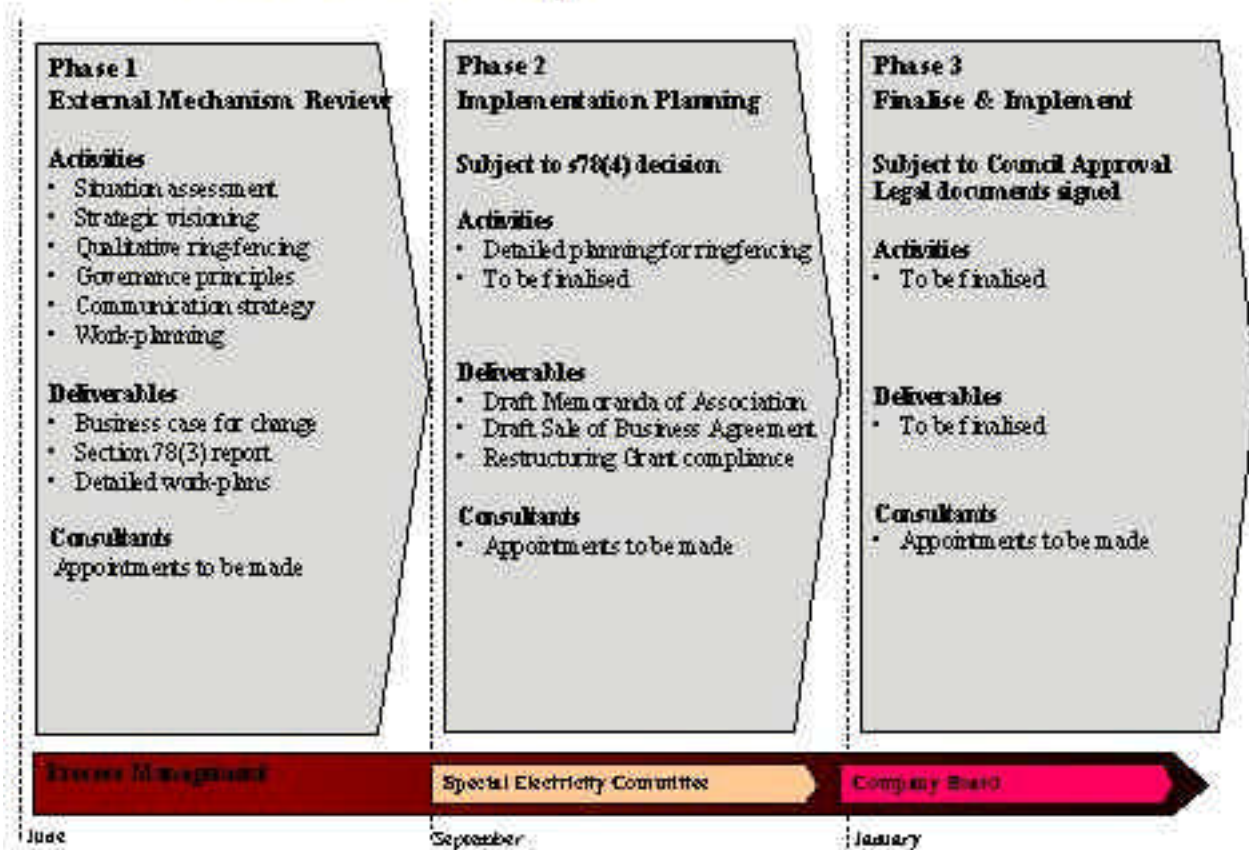 Phase 1
External Mechanism Review
Activities
• Situation assessment
• Strategic visioning
• Qualitative ring-fencing
• Governance principles
• Communication strategy
• Work-planning
Deliverables
• Business case for change
• Section 78(3) report
• Detailed work-plans
Consultants
Appointments to be made
Phase 2
Implementation Planning
Subject to s78(4) decision
Activities
• Detailed planning for ringfencing
• To be finalised
Deliverables
• Draft Memoranda of Association
• Draft Sale of Business Agreement
• Restructuring Grant compliance
Consultants
• Appointments to be made
Phase 3
Finalise & Implement
Subject to Council Approval
Legal documents signed
Activities
• To be finalised
Deliverables
• To be finalised
Consultants
• Appointments to be made
Process Management
Special Electricity Committee
Company Board
June
September
January